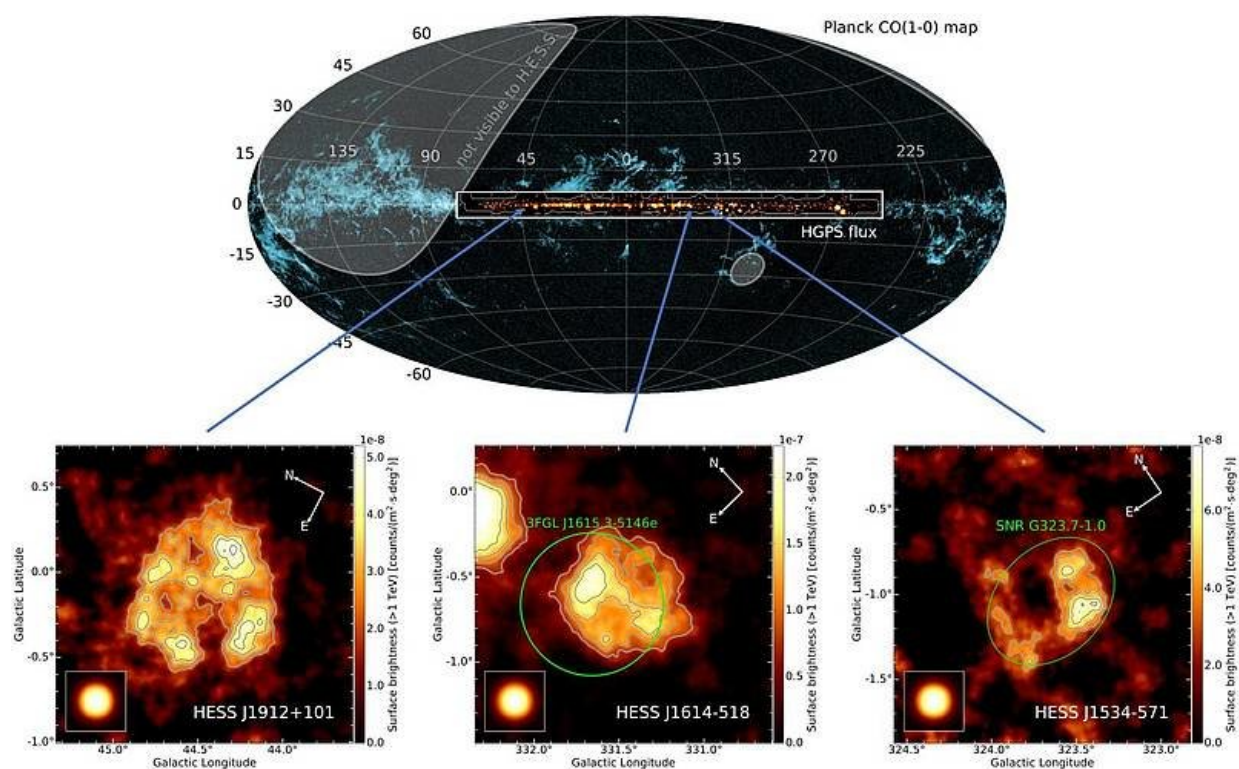 Planck CO(1-0) map
60
45
30
15
0
-15
-30
-45
-60
135
90
45
0
315
270
225
not visible to H.E.S.S.
HGPS flux
1e-8
5.0
4.0
3.0
2.0
1.0
0.0
Surface brightness (>1 TeV) [counts/(m²·s·deg²)]
N
E
0.5°
0.0°
-0.5°
-1.0°
Galactic Latitude
HESS J1912+101
45.0°
44.5°
44.0°
Galactic Longitude
1e-7
2.0
1.5
1.0
0.5
0.0
Surface brightness (>1 TeV) [counts/(m²·s·deg²)]
N
E
3FGL J1615.3-5146e
0.0°
-0.5°
-1.0°
Galactic Latitude
HESS J1614-518
332.0°
331.5°
331.0°
Galactic Longitude
1e-8
6.0
4.0
2.0
0.0
Surface brightness (>1 TeV) [counts/(m²·s·deg²)]
N
E
SNR G323.7-1.0
-0.5°
-1.0°
-1.5°
Galactic Latitude
HESS J1534-571
324.5°
324.0°
323.5°
323.0°
Galactic Longitude